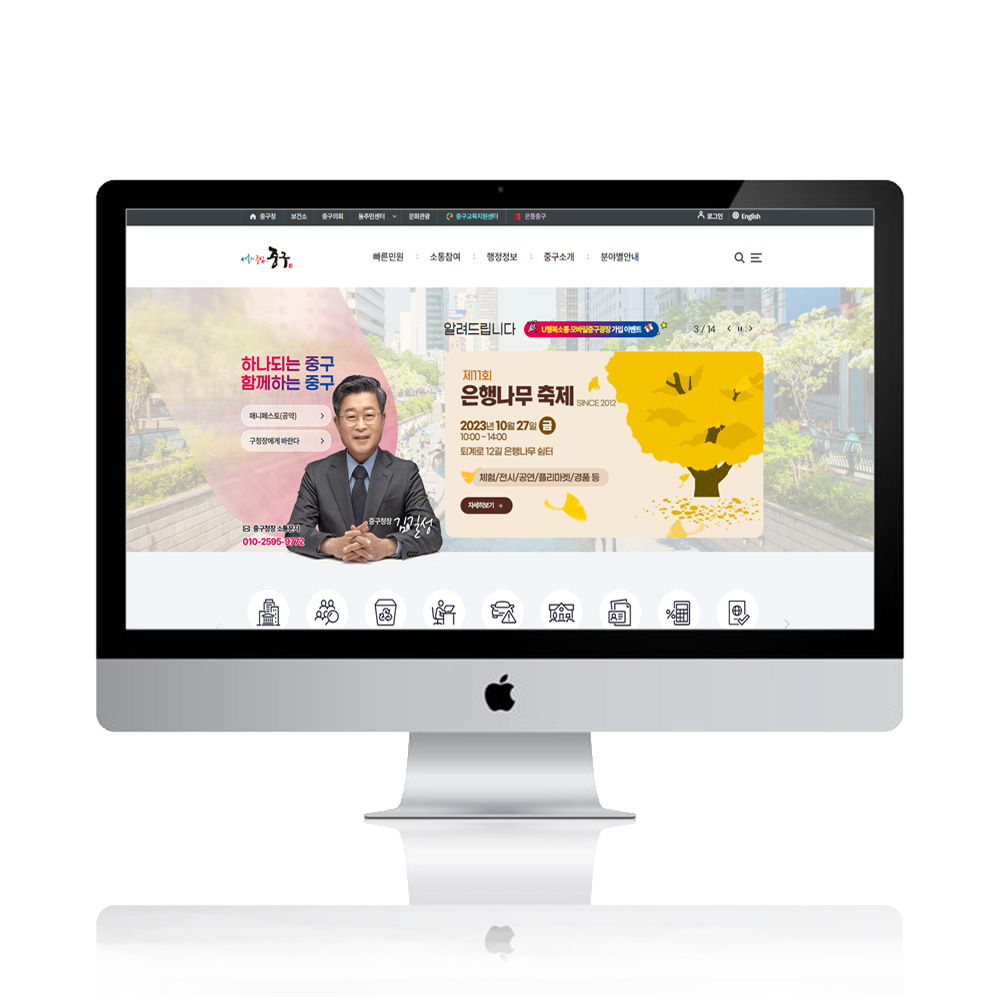 중구청 보건소 중구의회 동주민센터 문화관광 중구교육지원센터 온통중구 로그인 English
서울의 중심 중구
빠른민원 소통참여 행정정보 중구소개 분야별안내
알려드립니다 U행복소통·모바일중구광장 가입 이벤트 3 / 14
하나되는 중구
함께하는 중구
매니페스토(공약)
구청장에게 바란다
중구청장 김길성
중구청장 소통문자
010-2595-9772
제11회
은행나무 축제 SINCE 2012
2023년 10월 27일 금
10:00 ~ 14:00
퇴계로 12길 은행나무 쉼터
체험/전시/공연/플리마켓/경품 등
자세히보기